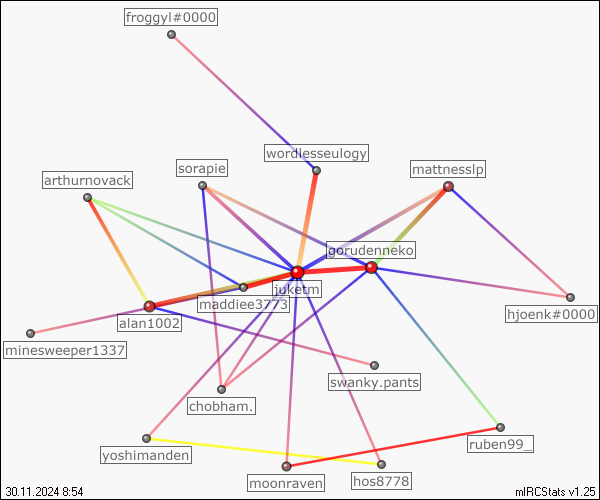 froggyl#0000
wordlesseulogy
sorapie
mattnesslp
arthurnovack
gorudenneko
juketm
maddiee3773
hjoenk#0000
alan1002
minesweeper1337
swanky.pants
chobham.
ruben99_
yoshimanden
moonraven
hos8778
30.11.2024 8:54
mIRCStats v1.25